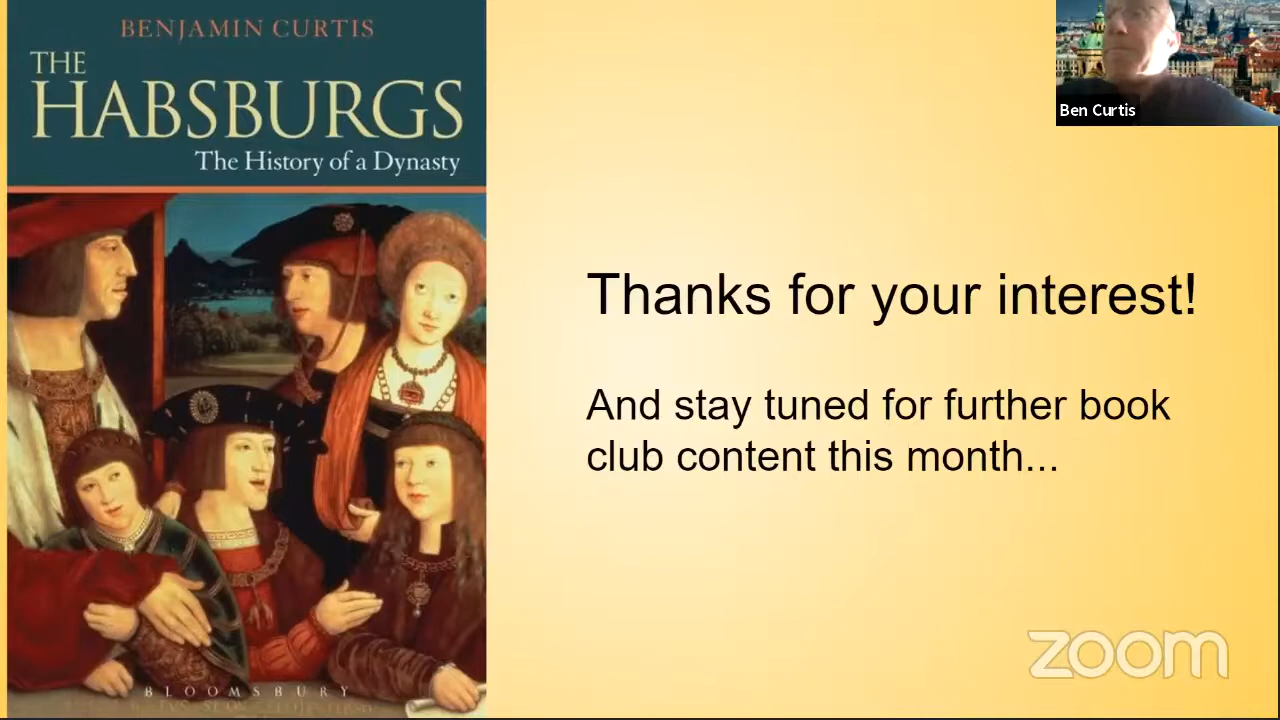 BENJAMIN CURTIS
THE
HABSBURGS
The History of a Dynasty
BLOOMSBURY
Ben Curtis
Thanks for your interest!
And stay tuned for further book
club content this month...
zoom